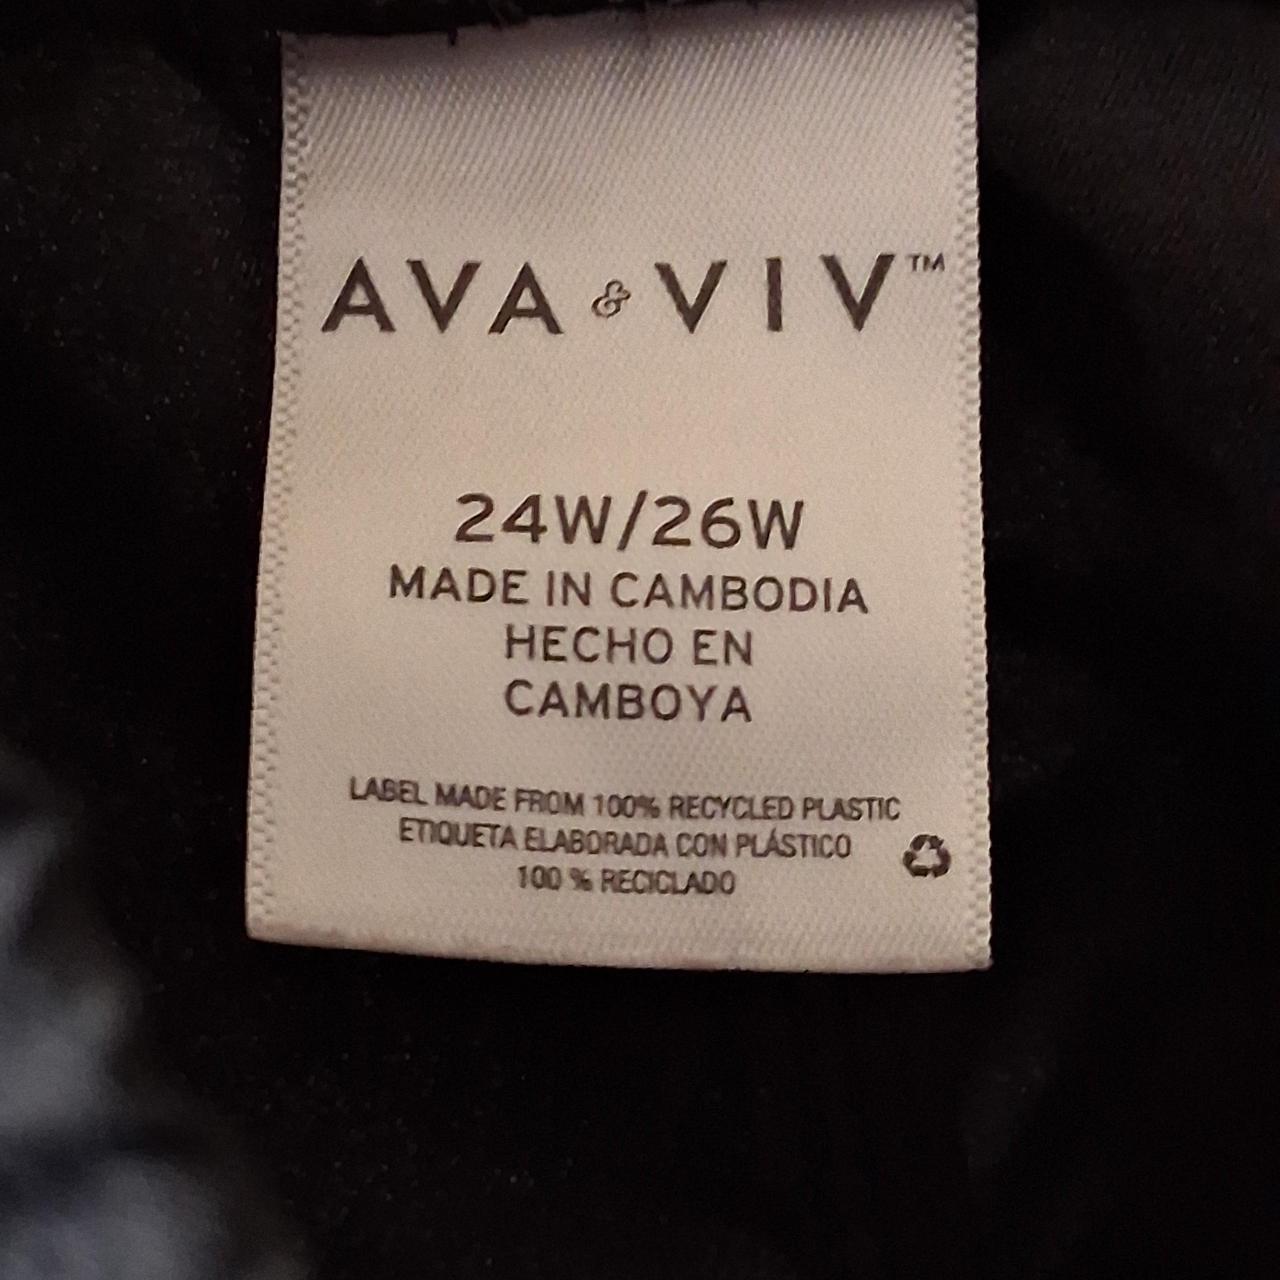 AVA & VIV™
24W/26W
MADE IN CAMBODIA
HECHO EN
CAMBOYA
LABEL MADE FROM 100% RECYCLED PLASTIC
ETIQUETA ELABORADA CON PLÁSTICO
100 % RECICLADO